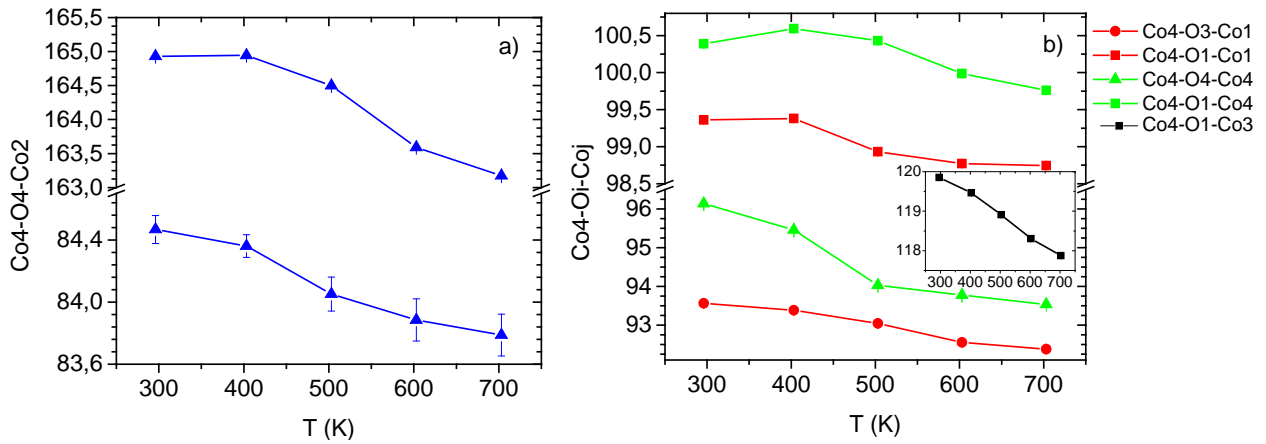 a)
165,0
164,5
164,0
163,5
163,0
84,4
84,0
83,6
Co4-O4-Co2
300 400 500 600 700
T (K)
b)
100,5
100,0
99,5
99,0
98,5
96
95
94
93
Co4-Oi-Coj
300 400 500 600 700
T (K)
120
119
118
300 400 500 600 700
Co4-O3-Co1
Co4-O1-Co1
Co4-O4-Co4
Co4-O1-Co4
Co4-O1-Co3